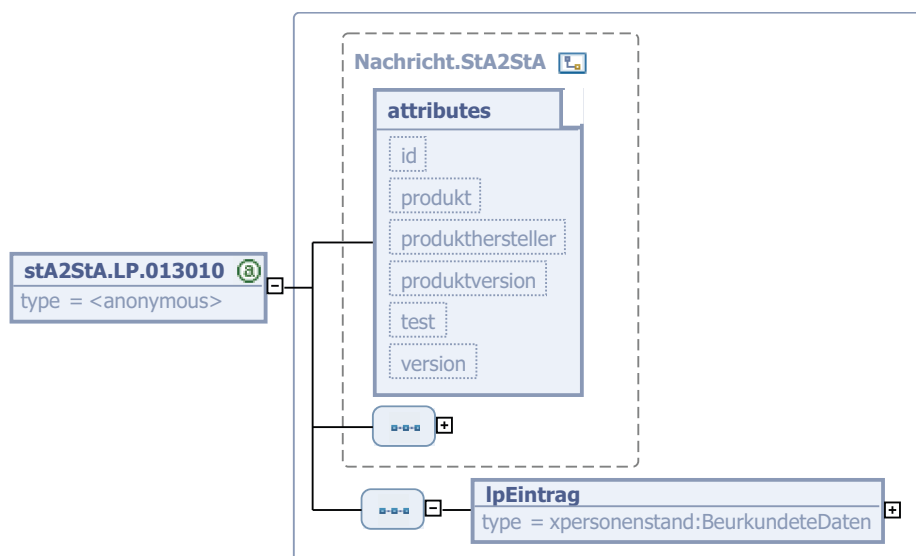 Nachricht.StA2StA
attributes
id
produkt
produkthersteller
produktversion
test
version
stA2StA.LP.013010 @
type = <anonymous>
lpEintrag
type = xpersonenstand:BeurkundeteDaten